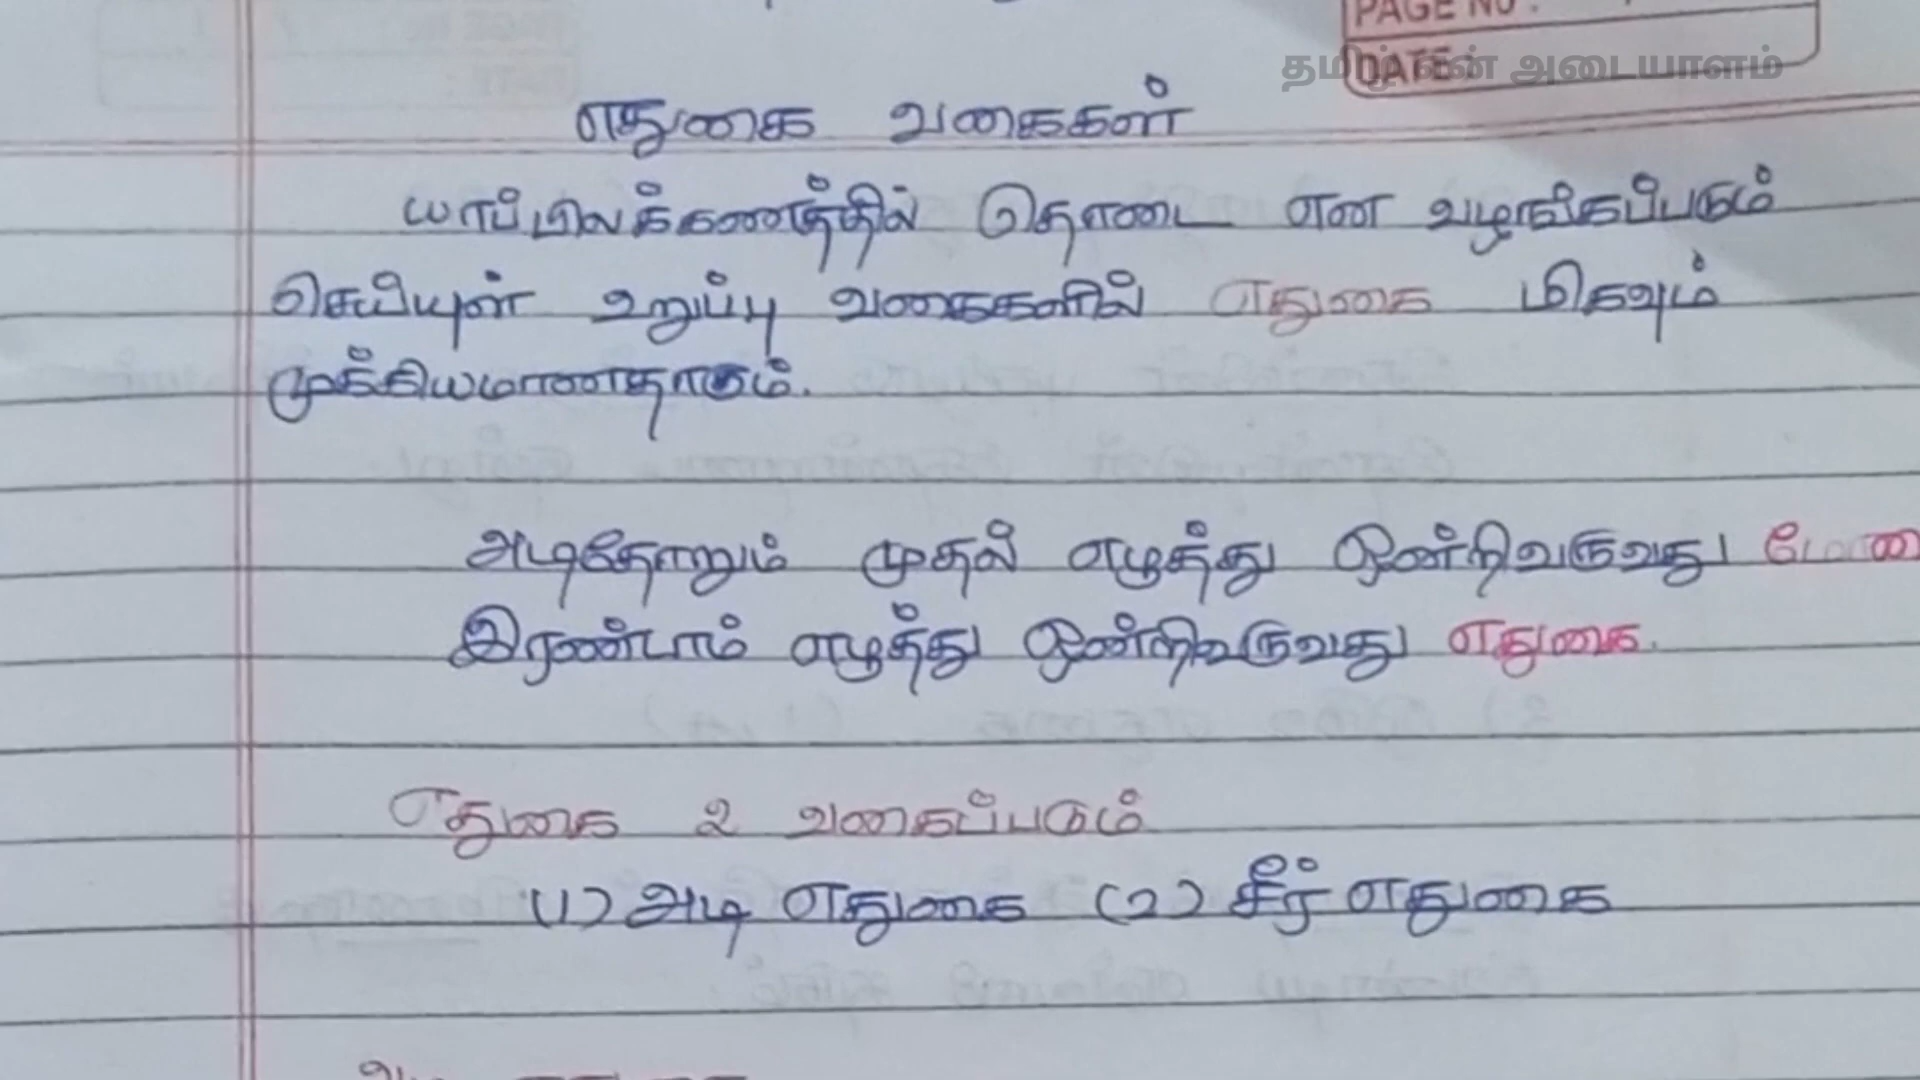 PAGE NO :
DATE :
தமிழ் என் அடையாளம்
எதுகை வகைகள்
யாப்பிலக்கணத்தில் தொடை என வழங்கப்படும்
செய்யுள் உறுப்பு வகைகளில் எதுகை மிகவும்
முக்கியமானதாகும்.
அடிதோறும் முதல் எழுத்து ஒன்றிவருவது
இரண்டாம் எழுத்து ஒன்றிவருவது எதுகை.
எதுகை 2 வகைப்படும்
(1) அடி எதுகை (2) சீர் எதுகை